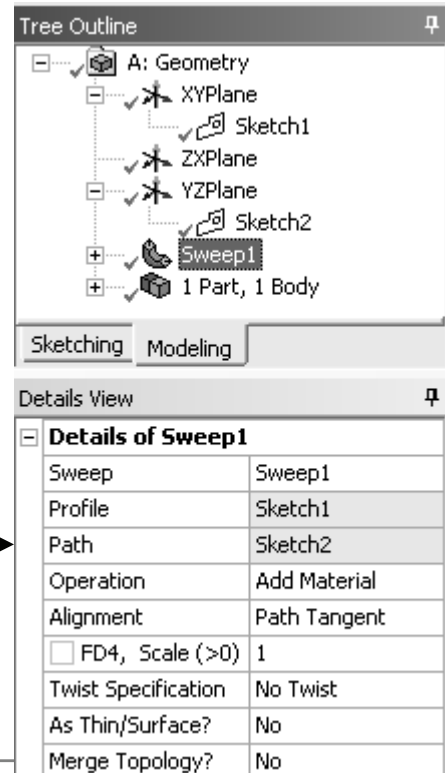 Tree Outline
A: Geometry
XYPlane
Sketch1
ZXPlane
YZPlane
Sketch2
Sweep1
1 Part, 1 Body
Sketching Modeling
Details View
Details of Sweep1
Sweep Sweep1
Profile Sketch1
Path Sketch2
Operation Add Material
Alignment Path Tangent
FD4, Scale (>0) 1
Twist Specification No Twist
As Thin/Surface? No
Merge Topology? No